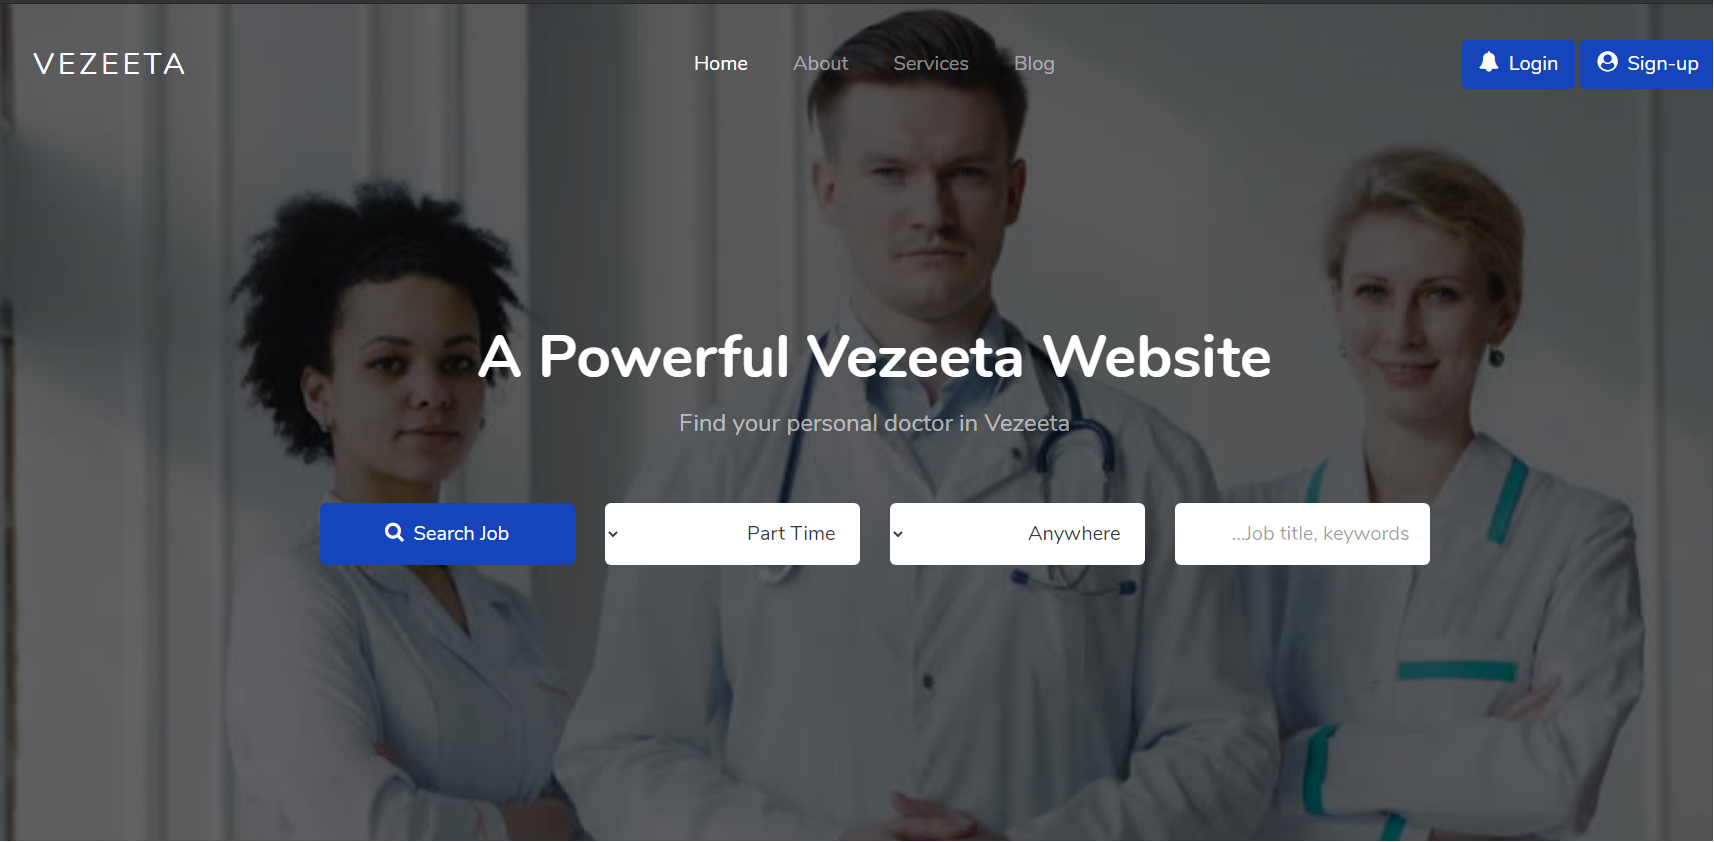 VEZEETA
Home About Services Blog
Login Sign-up
A Powerful Vezeeta Website
Find your personal doctor in Vezeeta
Search Job Part Time Anywhere ...Job title, keywords